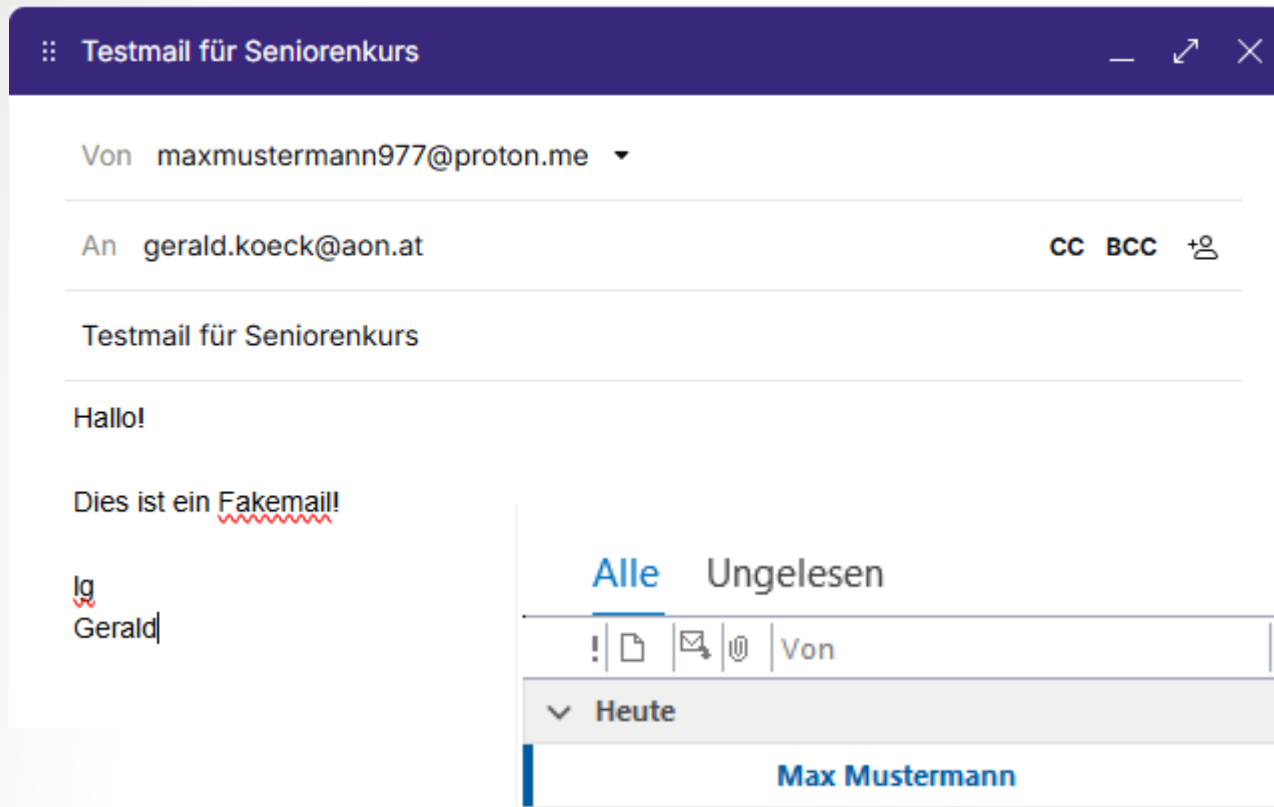 Testmail für Seniorenkurs
Von maxmustermann977@proton.me
An gerald.koeck@aon.at CC BCC
Testmail für Seniorenkurs
Hallo!
Dies ist ein Fakemail!
lg
Gerald
Alle Ungelesen
! Von
Heute
Max Mustermann